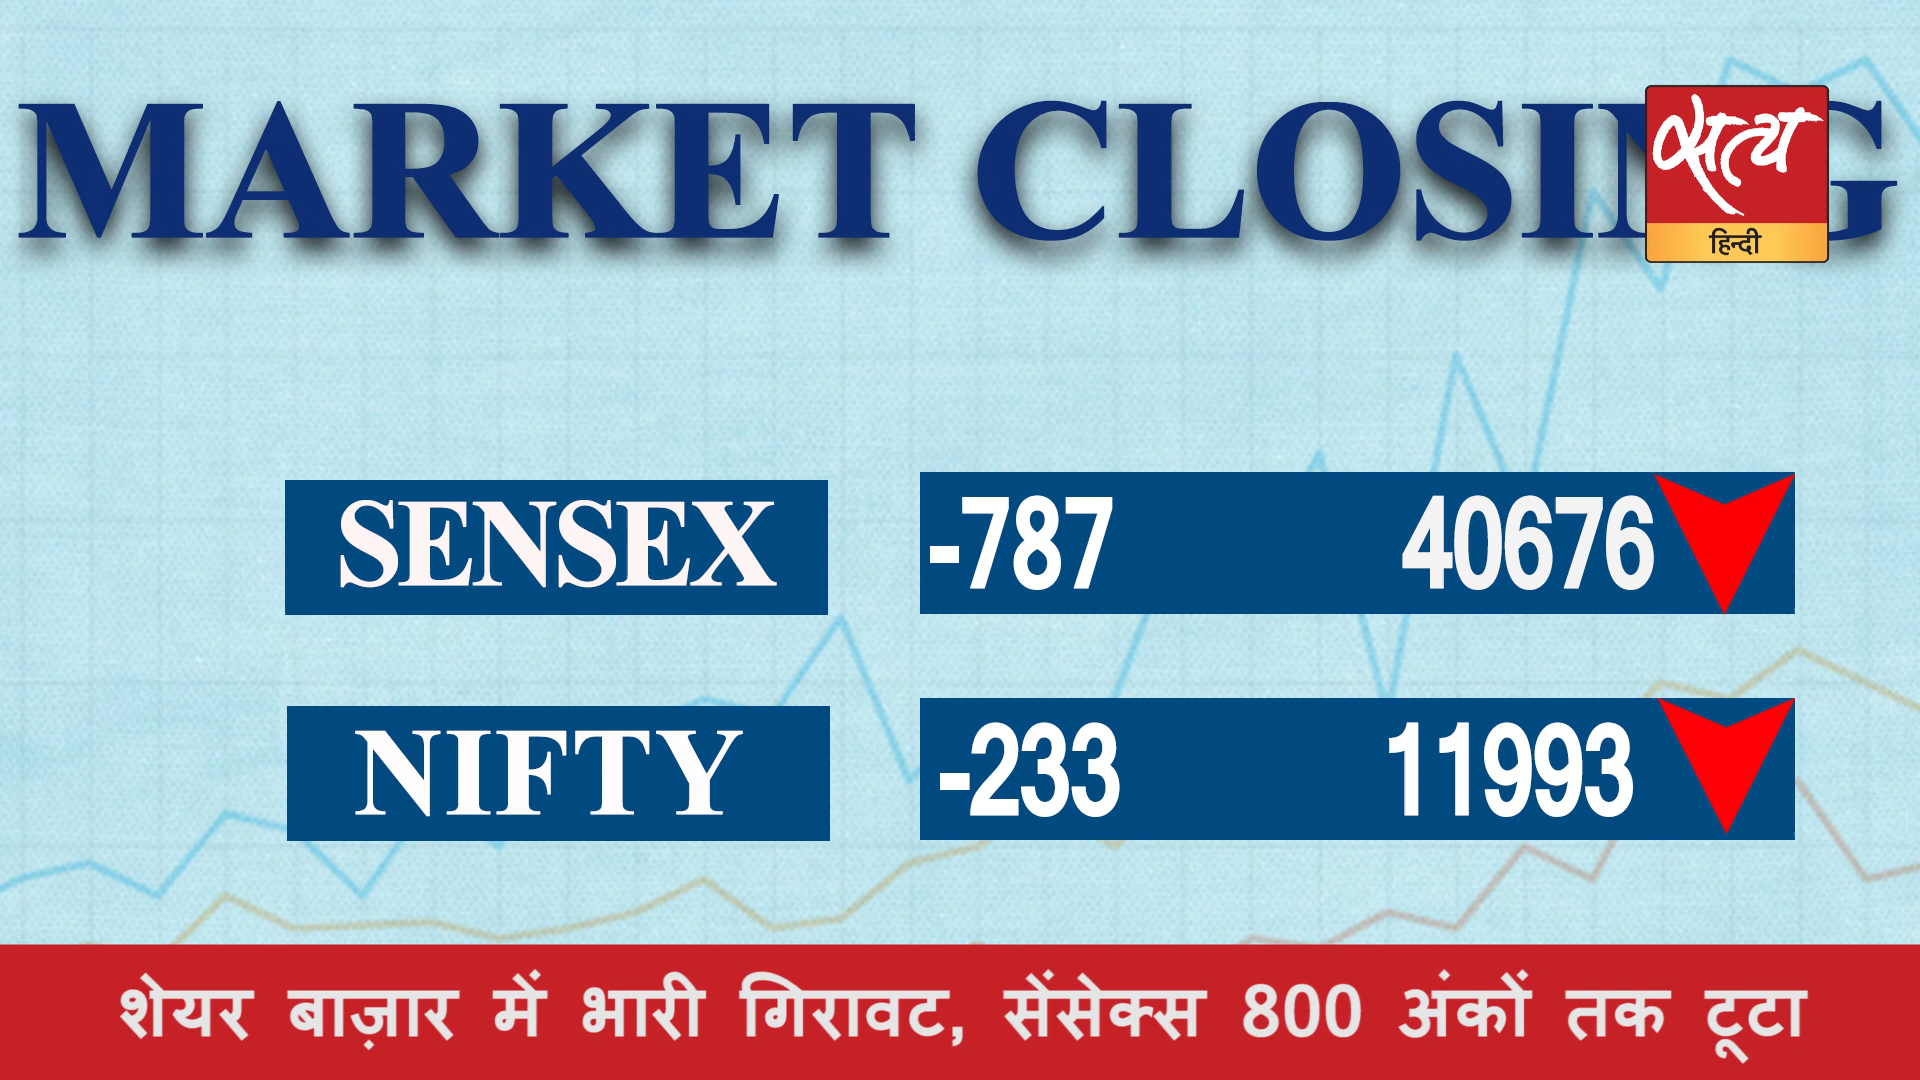 MARKET CLOSING
सत्य
हिन्दी
SENSEX -787 40676
NIFTY -233 11993
शेयर बाज़ार में भारी गिरावट, सेंसेक्स 800 अंकों तक टूटा